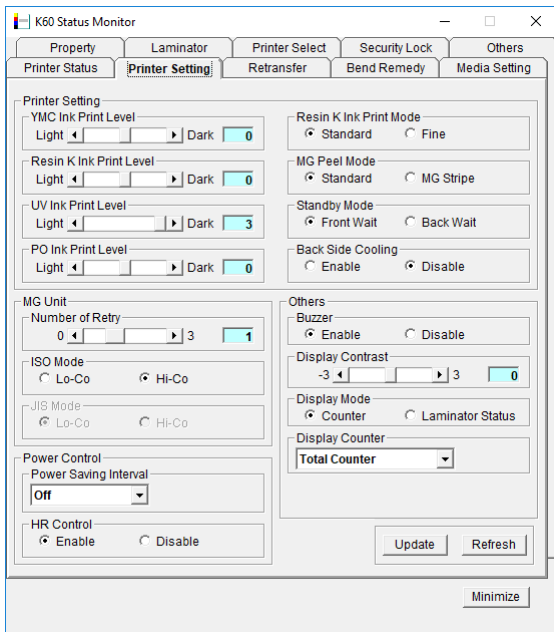 K60 Status Monitor
Property Laminator Printer Select Security Lock Others
Printer Status Printer Setting Retransfer Bend Remedy Media Setting
Printer Setting
YMC Ink Print Level
Light Dark 0
Resin K Ink Print Level
Light Dark 0
UV Ink Print Level
Light Dark 3
PO Ink Print Level
Light Dark 0
Resin K Ink Print Mode
Standard Fine
MG Peel Mode
Standard MG Stripe
Standby Mode
Front Wait Back Wait
Back Side Cooling
Enable Disable
MG Unit
Number of Retry
0 3 1
ISO Mode
Lo-Co Hi-Co
JIS Mode
Lo-Co Hi-Co
Power Control
Power Saving Interval
Off
HR Control
Enable Disable
Others
Buzzer
Enable Disable
Display Contrast
-3 3 0
Display Mode
Counter Laminator Status
Display Counter
Total Counter
Update Refresh
Minimize